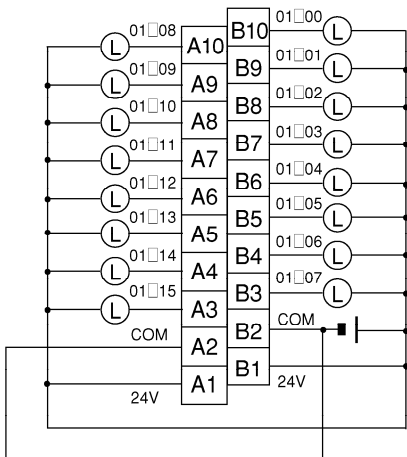 01□08 L A10 B10 01□00 L
01□09 L A9 B9 01□01 L
01□10 L A8 B8 01□02 L
01□11 L A7 B7 01□03 L
01□12 L A6 B6 01□04 L
01□13 L A5 B5 01□05 L
01□14 L A4 B4 01□06 L
01□15 L A3 B3 01□07 L
COM A2 B2 COM
24V A1 B1 24V